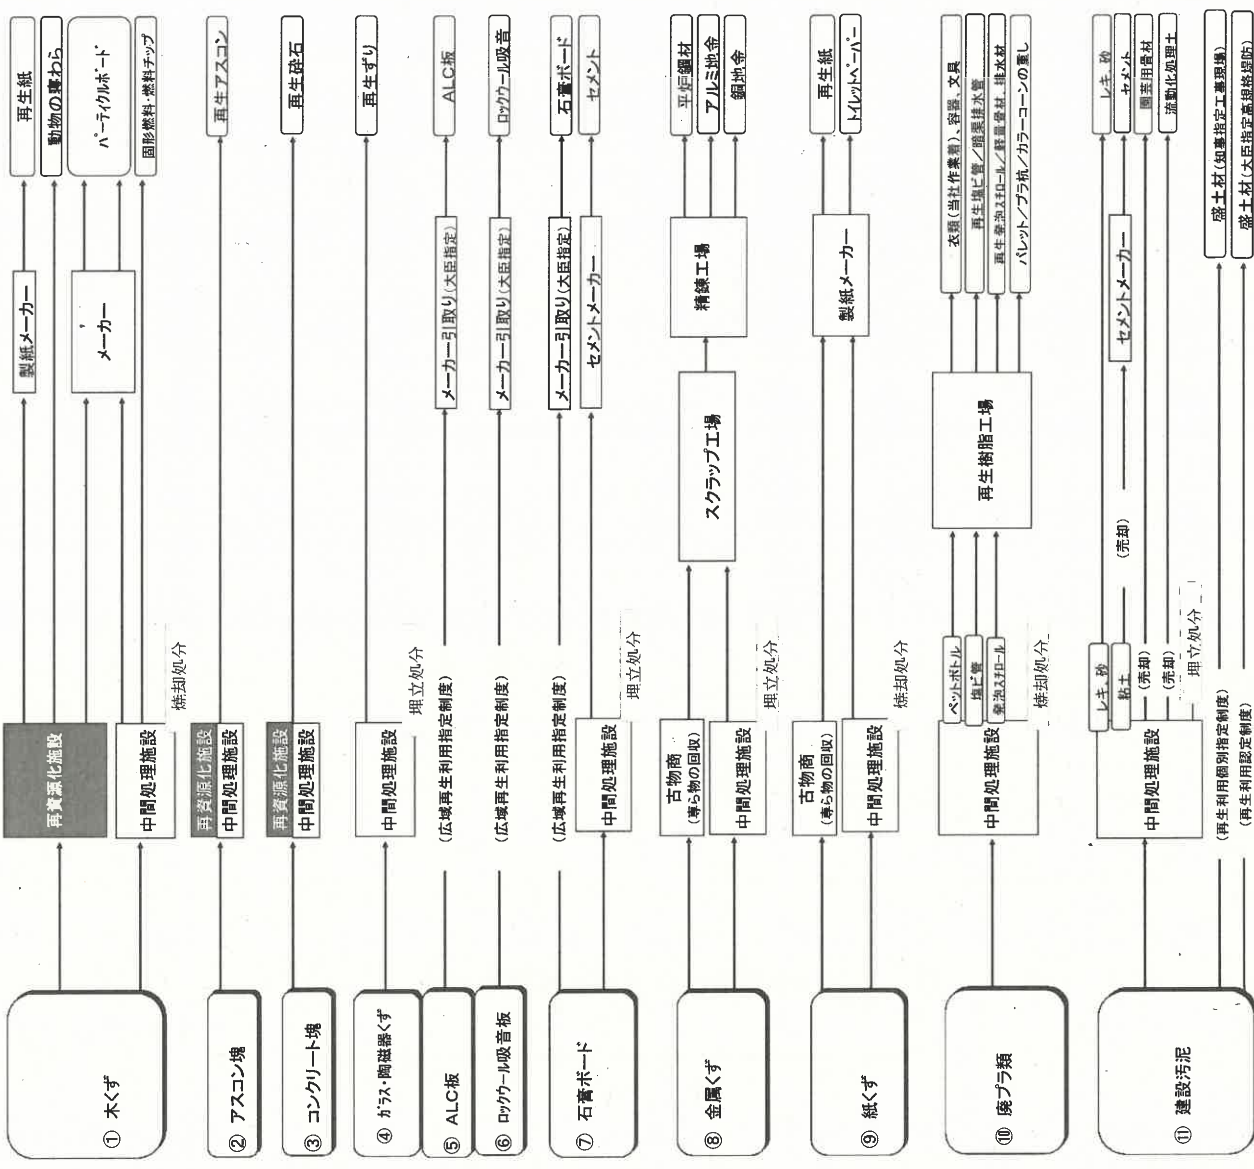 ① 木くず
再資源化施設
中間処理施設
焼却処分
製紙メーカー
メーカー
再生紙
動物の寝わら
パーティクルボード
固形燃料・燃料チップ
② アスコン塊
再資源化施設
中間処理施設
再生アスコン
③ コンクリート塊
再資源化施設
中間処理施設
再生砕石
④ ガラス・陶磁器くず
中間処理施設
埋立処分
再生ずり
⑤ ALC板
(広域再生利用指定制度)
メーカー引取り(大臣指定)
ALC板
⑥ ロックウール吸音板
(広域再生利用指定制度)
メーカー引取り(大臣指定)
ロックウール吸音
⑦ 石膏ボード
(広域再生利用指定制度)
メーカー引取り(大臣指定)
石膏ボード
中間処理施設
埋立処分
セメントメーカー
セメント
⑧ 金属くず
古物商
(専ら物の回収)
中間処理施設
埋立処分
スクラップ工場
精錬工場
平炉鋼材
アルミ地金
銅地金
⑨ 紙くず
古物商
(専ら物の回収)
中間処理施設
焼却処分
製紙メーカー
再生紙
トイレットペーパー
⑩ 廃プラ類
中間処理施設
ペットボトル
塩ビ管
発泡スチロール
焼却処分
再生樹脂工場
衣類(当社作業着)、容器、文具
再生塩ビ管/暗渠排水管
再生発泡スチロール/軽量骨材、排水材
パレット/プラ杭/カラーコーンの重し
⑪ 建設汚泥
中間処理施設
レキ、砂
粘土
(売却)
(売却)
埋立処分
(売却)
セメントメーカー
レキ、砂
セメント
園芸用骨材
流動化処理土
(再生利用個別指定制度)
盛土材(知事指定工事現場)
(再生利用認定制度)
盛土材(大臣指定高規格堤防)